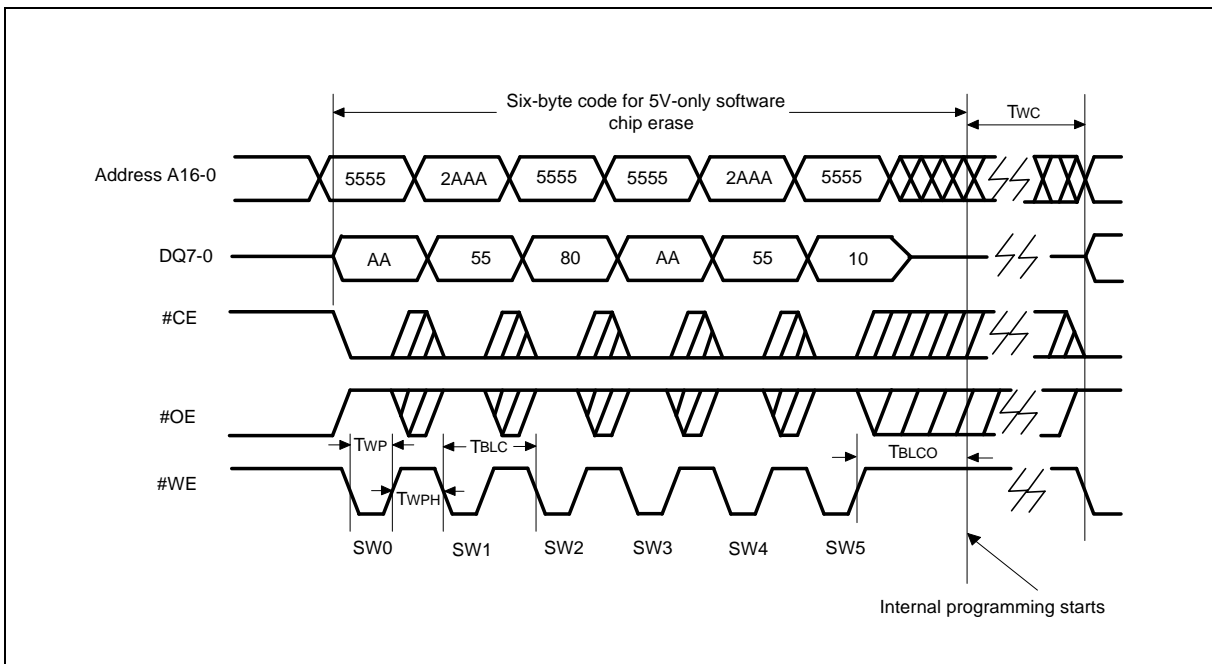 Six-byte code for 5V-only software
chip erase
TWC
Address A16-0
5555
2AAA
5555
5555
2AAA
5555
DQ7-0
AA
55
80
AA
55
10
#CE
#OE
TWP
TBLC
TBLCO
#WE
TWPH
SW0
SW1
SW2
SW3
SW4
SW5
Internal programming starts